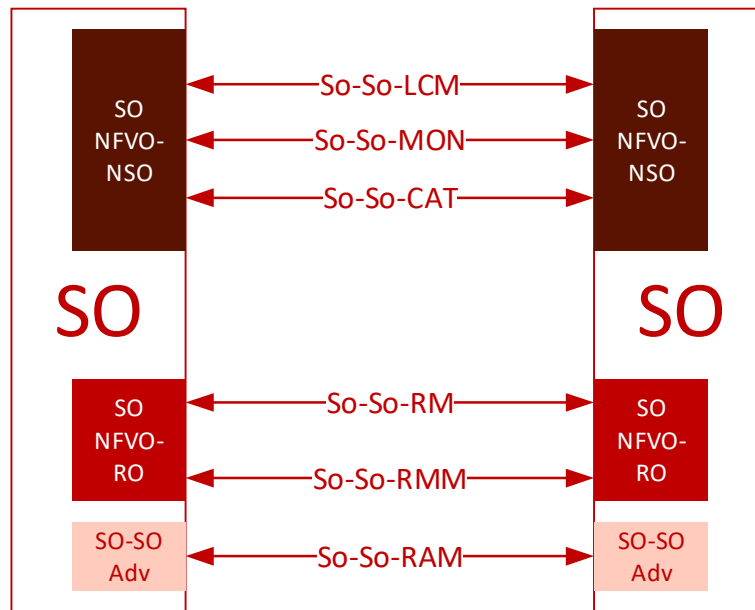 SO
NFVO-
NSO
So-So-LCM
So-So-MON
So-So-CAT
SO
NFVO-
NSO
SO
SO
SO
NFVO-
RO
So-So-RM
So-So-RMM
SO
NFVO-
RO
SO-SO
Adv
So-So-RAM
SO-SO
Adv